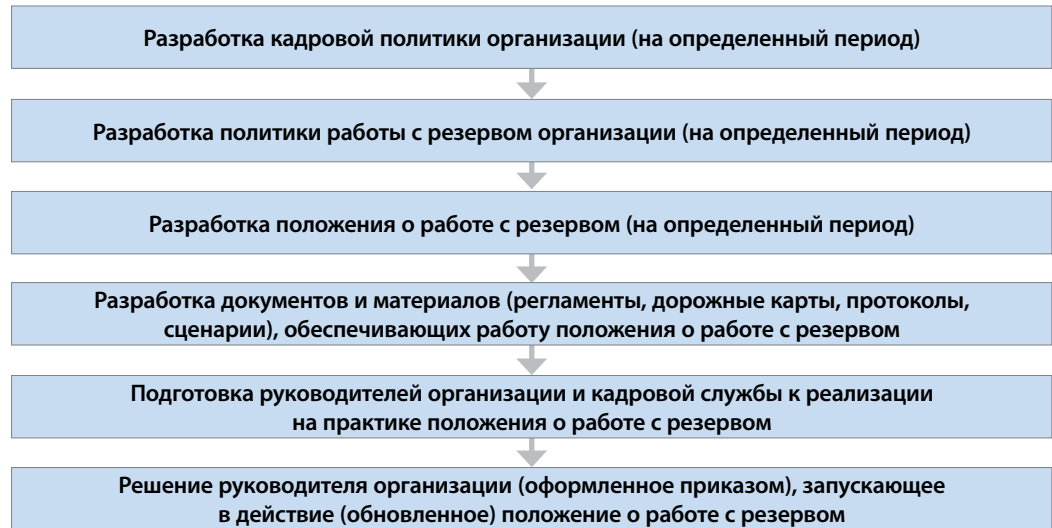 Разработка кадровой политики организации (на определенный период)
Разработка политики работы с резервом организации (на определенный период)
Разработка положения о работе с резервом (на определенный период)
Разработка документов и материалов (регламенты, дорожные карты, протоколы,
сценарии), обеспечивающих работу положения о работе с резервом
Подготовка руководителей организации и кадровой службы к реализации
на практике положения о работе с резервом
Решение руководителя организации (оформленное приказом), запускающее
в действие (обновленное) положение о работе с резервом